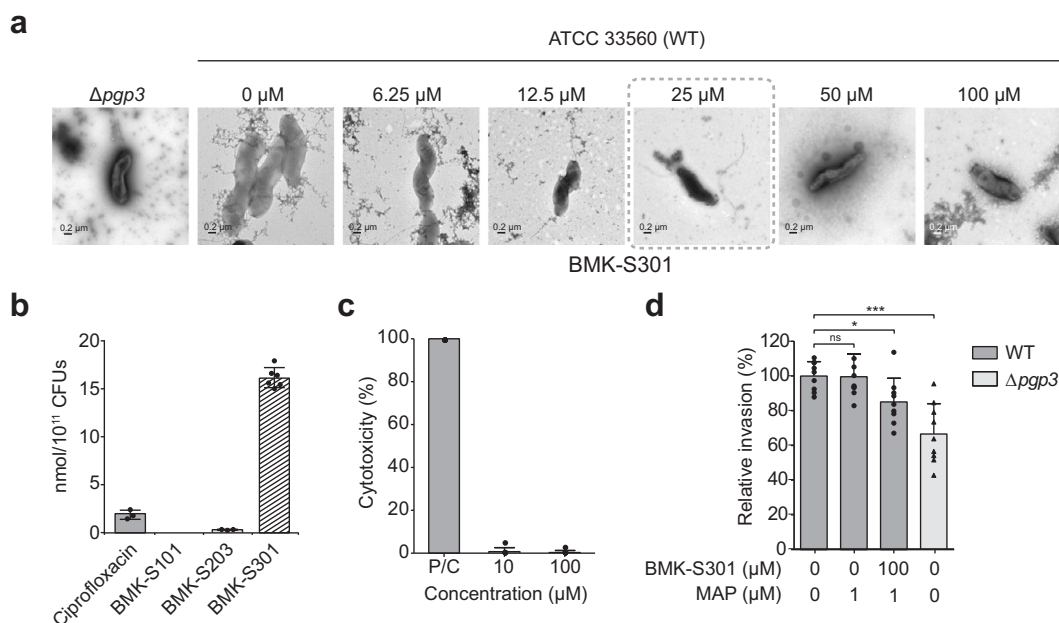 a
ATCC 33560 (WT)
Δpgp3 0 μM 6.25 μM 12.5 μM 25 μM 50 μM 100 μM
0.2 μm 0.2 μm 0.2 μm 0.2 μm 0.2 μm 0.2 μm 0.2 μm
BMK-S301
b
nmol/10¹¹ CFUs
20
15
10
5
0
Ciprofloxacin
BMK-S101
BMK-S203
BMK-S301
c
Cytotoxicity (%)
100
80
60
40
20
0
P/C 10 100
Concentration (μM)
d
Relative invasion (%)
120
100
80
60
40
20
0
***
*
ns
WT
Δpgp3
BMK-S301 (μM) 0 0 100 0
MAP (μM) 0 1 1 0